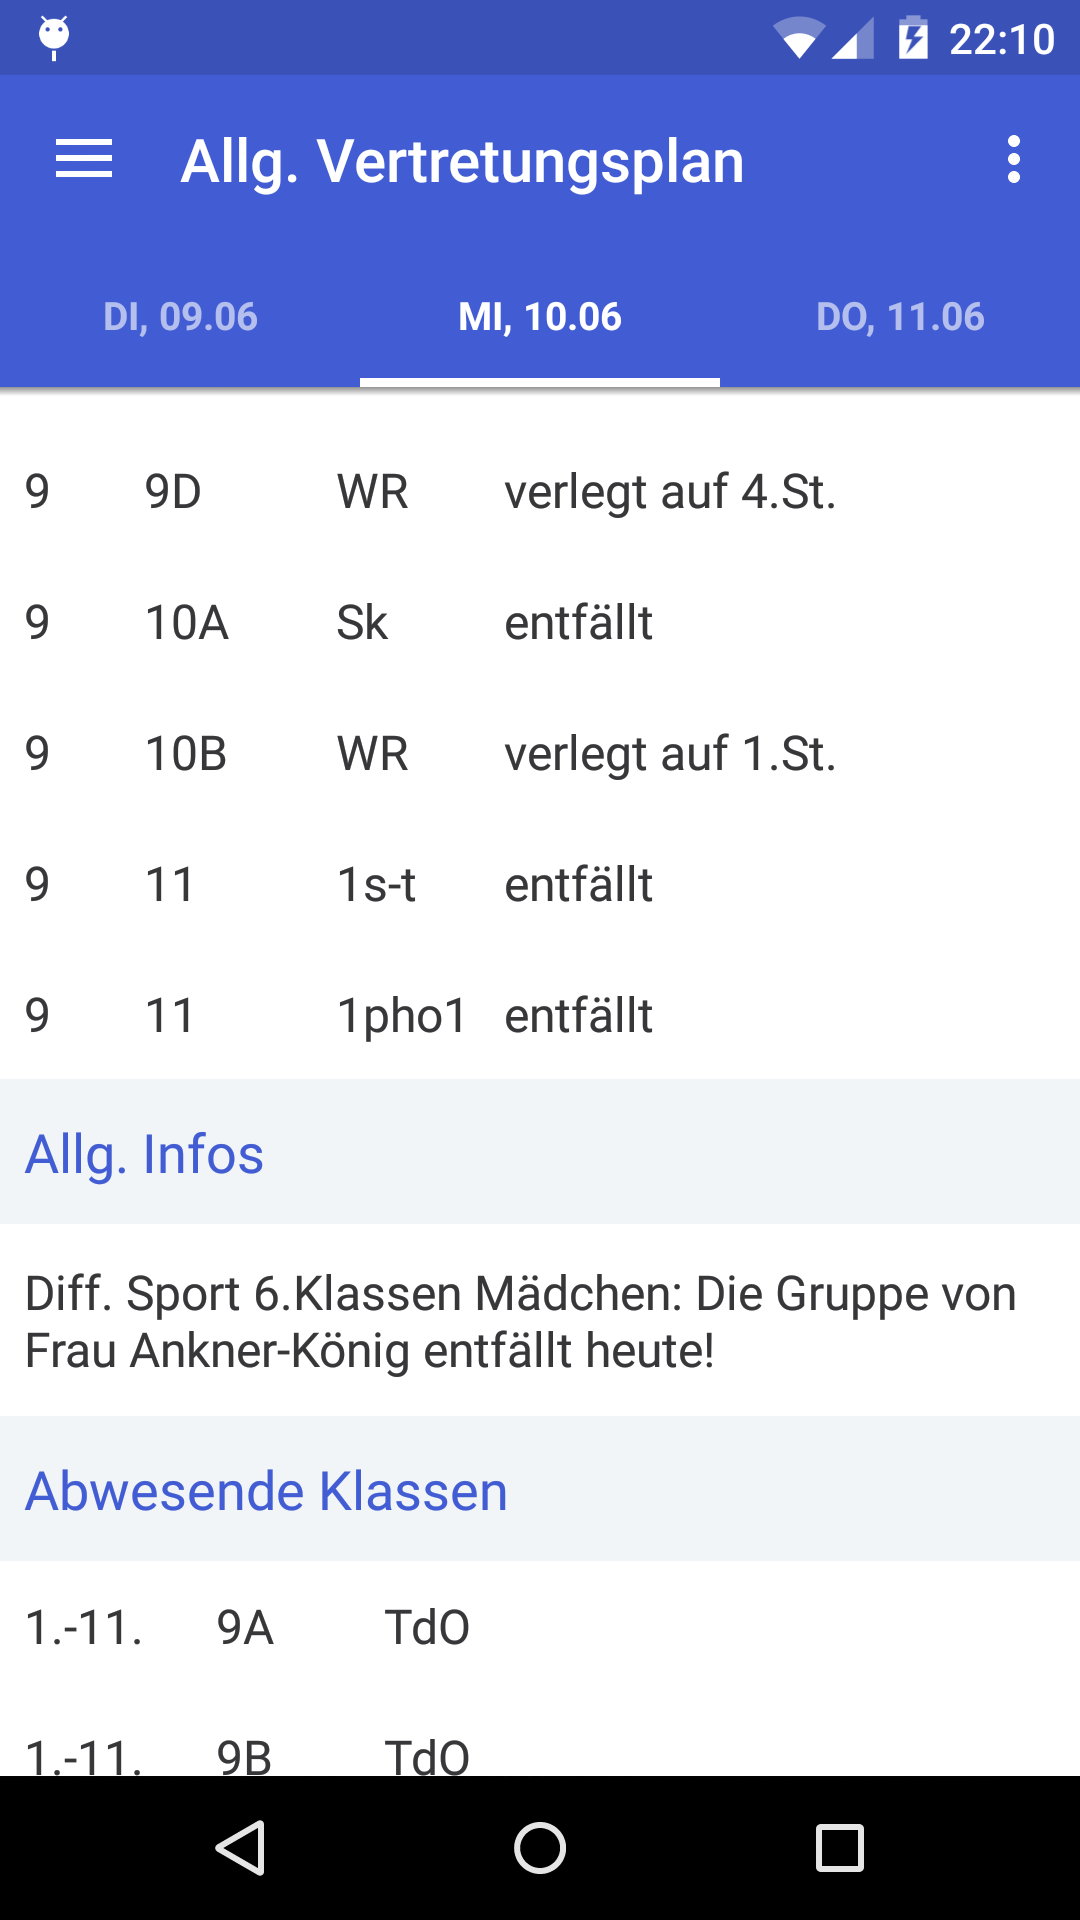 22:10
Allg. Vertretungsplan
DI, 09.06 MI, 10.06 DO, 11.06
9 9D WR verlegt auf 4.St.
9 10A Sk entfällt
9 10B WR verlegt auf 1.St.
9 11 1s-t entfällt
9 11 1pho1 entfällt
Allg. Infos
Diff. Sport 6.Klassen Mädchen: Die Gruppe von
Frau Ankner-König entfällt heute!
Abwesende Klassen
1.-11. 9A TdO
1.-11. 9B TdO